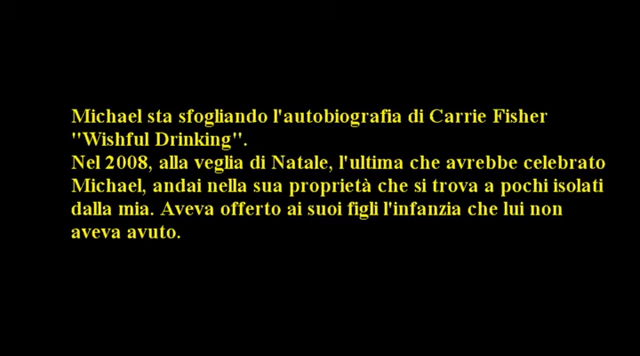 Michael sta sfogliando l'autobiografia di Carrie Fisher
"Wishful Drinking".
Nel 2008, alla veglia di Natale, l'ultima che avrebbe celebrato
Michael, andai nella sua proprietà che si trova a pochi isolati
dalla mia. Aveva offerto ai suoi figli l'infanzia che lui non
aveva avuto.